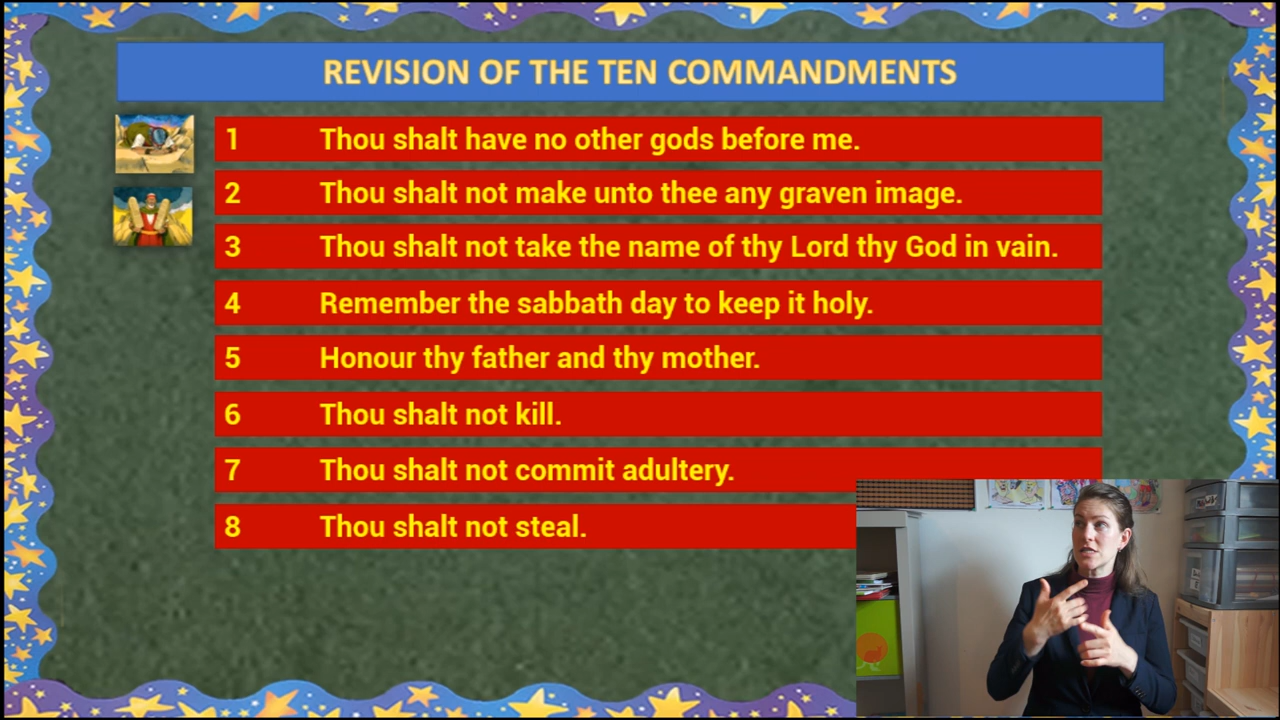 REVISION OF THE TEN COMMANDMENTS
1 Thou shalt have no other gods before me.
2 Thou shalt not make unto thee any graven image.
3 Thou shalt not take the name of thy Lord thy God in vain.
4 Remember the sabbath day to keep it holy.
5 Honour thy father and thy mother.
6 Thou shalt not kill.
7 Thou shalt not commit adultery.
8 Thou shalt not steal.